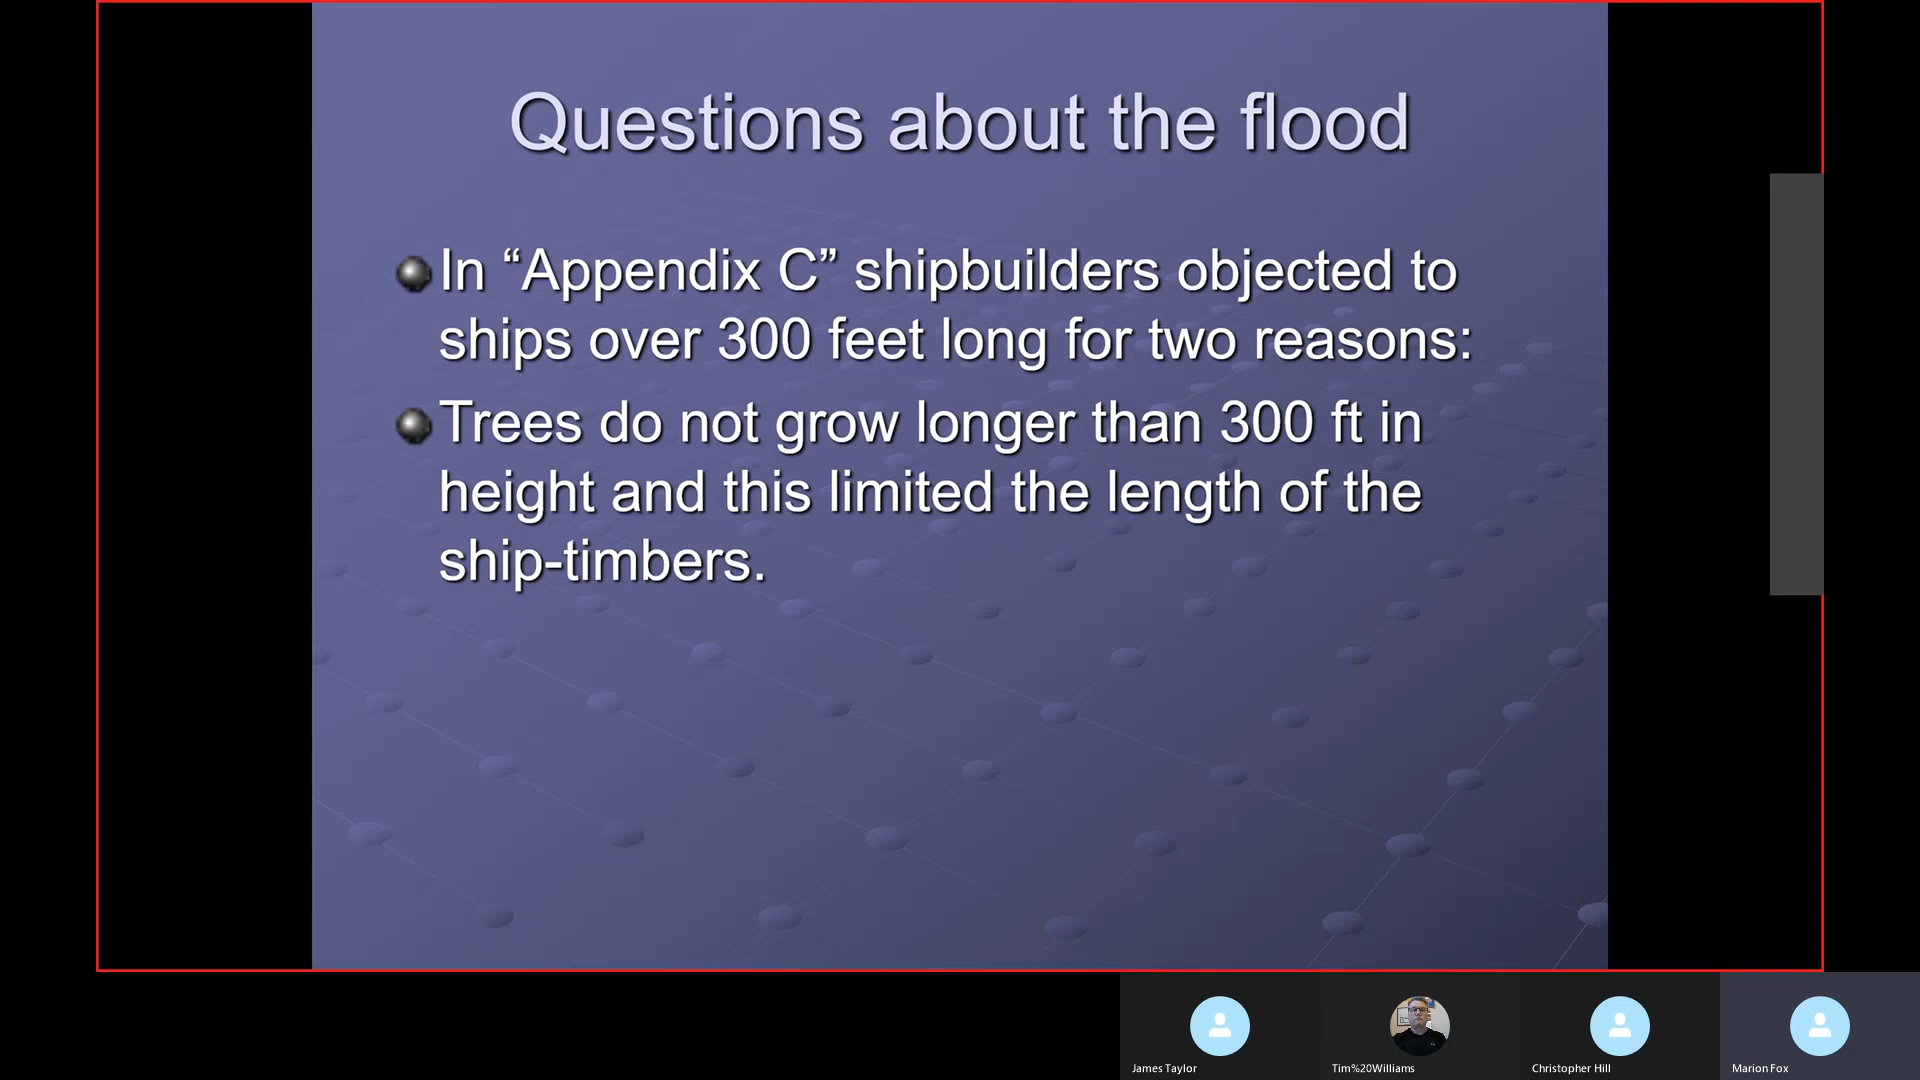 Questions about the flood
In “Appendix C” shipbuilders objected to
ships over 300 feet long for two reasons:
Trees do not grow longer than 300 ft in
height and this limited the length of the
ship-timbers.
James Taylor
Tim%20Williams
Christopher Hill
Marion Fox